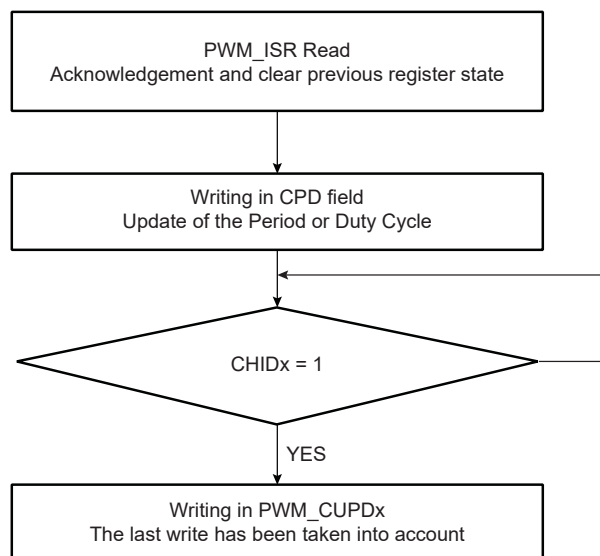 PWM_ISR Read
Acknowledgement and clear previous register state
Writing in CPD field
Update of the Period or Duty Cycle
CHIDx = 1
YES
Writing in PWM_CUPDx
The last write has been taken into account